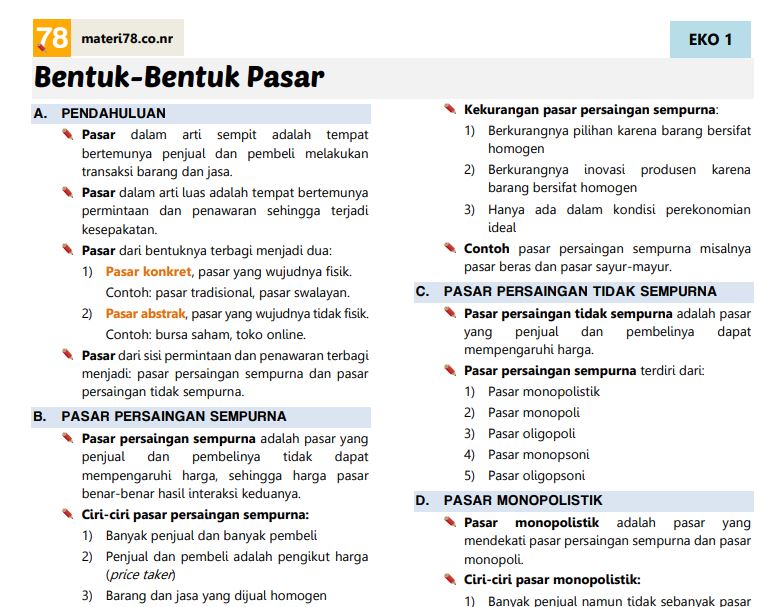 78 materi78.co.nr
EKO 1
Bentuk-Bentuk Pasar
A. PENDAHULUAN
Pasar dalam arti sempit adalah tempat
bertemunya penjual dan pembeli melakukan
transaksi barang dan jasa.
Pasar dalam arti luas adalah tempat bertemunya
permintaan dan penawaran sehingga terjadi
kesepakatan.
Pasar dari bentuknya terbagi menjadi dua:
1) Pasar konkret, pasar yang wujudnya fisik.
Contoh: pasar tradisional, pasar swalayan.
2) Pasar abstrak, pasar yang wujudnya tidak fisik.
Contoh: bursa saham, toko online.
Pasar dari sisi permintaan dan penawaran terbagi
menjadi: pasar persaingan sempurna dan pasar
persaingan tidak sempurna.
B. PASAR PERSAINGAN SEMPURNA
Pasar persaingan sempurna adalah pasar yang
penjual dan pembelinya tidak dapat
mempengaruhi harga, sehingga harga pasar
benar-benar hasil interaksi keduanya.
Ciri-ciri pasar persaingan sempurna:
1) Banyak penjual dan banyak pembeli
2) Penjual dan pembeli adalah pengikut harga
(price taker)
3) Barang dan jasa yang dijual homogen
Kekurangan pasar persaingan sempurna:
1) Berkurangnya pilihan karena barang bersifat
homogen
2) Berkurangnya inovasi produsen karena
barang bersifat homogen
3) Hanya ada dalam kondisi perekonomian
ideal
Contoh pasar persaingan sempurna misalnya
pasar beras dan pasar sayur-mayur.
C. PASAR PERSAINGAN TIDAK SEMPURNA
Pasar persaingan tidak sempurna adalah pasar
yang penjual dan pembelinya dapat
mempengaruhi harga.
Pasar persaingan sempurna terdiri dari:
1) Pasar monopolistik
2) Pasar monopoli
3) Pasar oligopoli
4) Pasar monopsoni
5) Pasar oligopsoni
D. PASAR MONOPOLISTIK
Pasar monopolistik adalah pasar yang
mendekati pasar persaingan sempurna dan pasar
monopoli.
Ciri-ciri pasar monopolistik:
1) Banyak penjual namun tidak sebanyak pasar